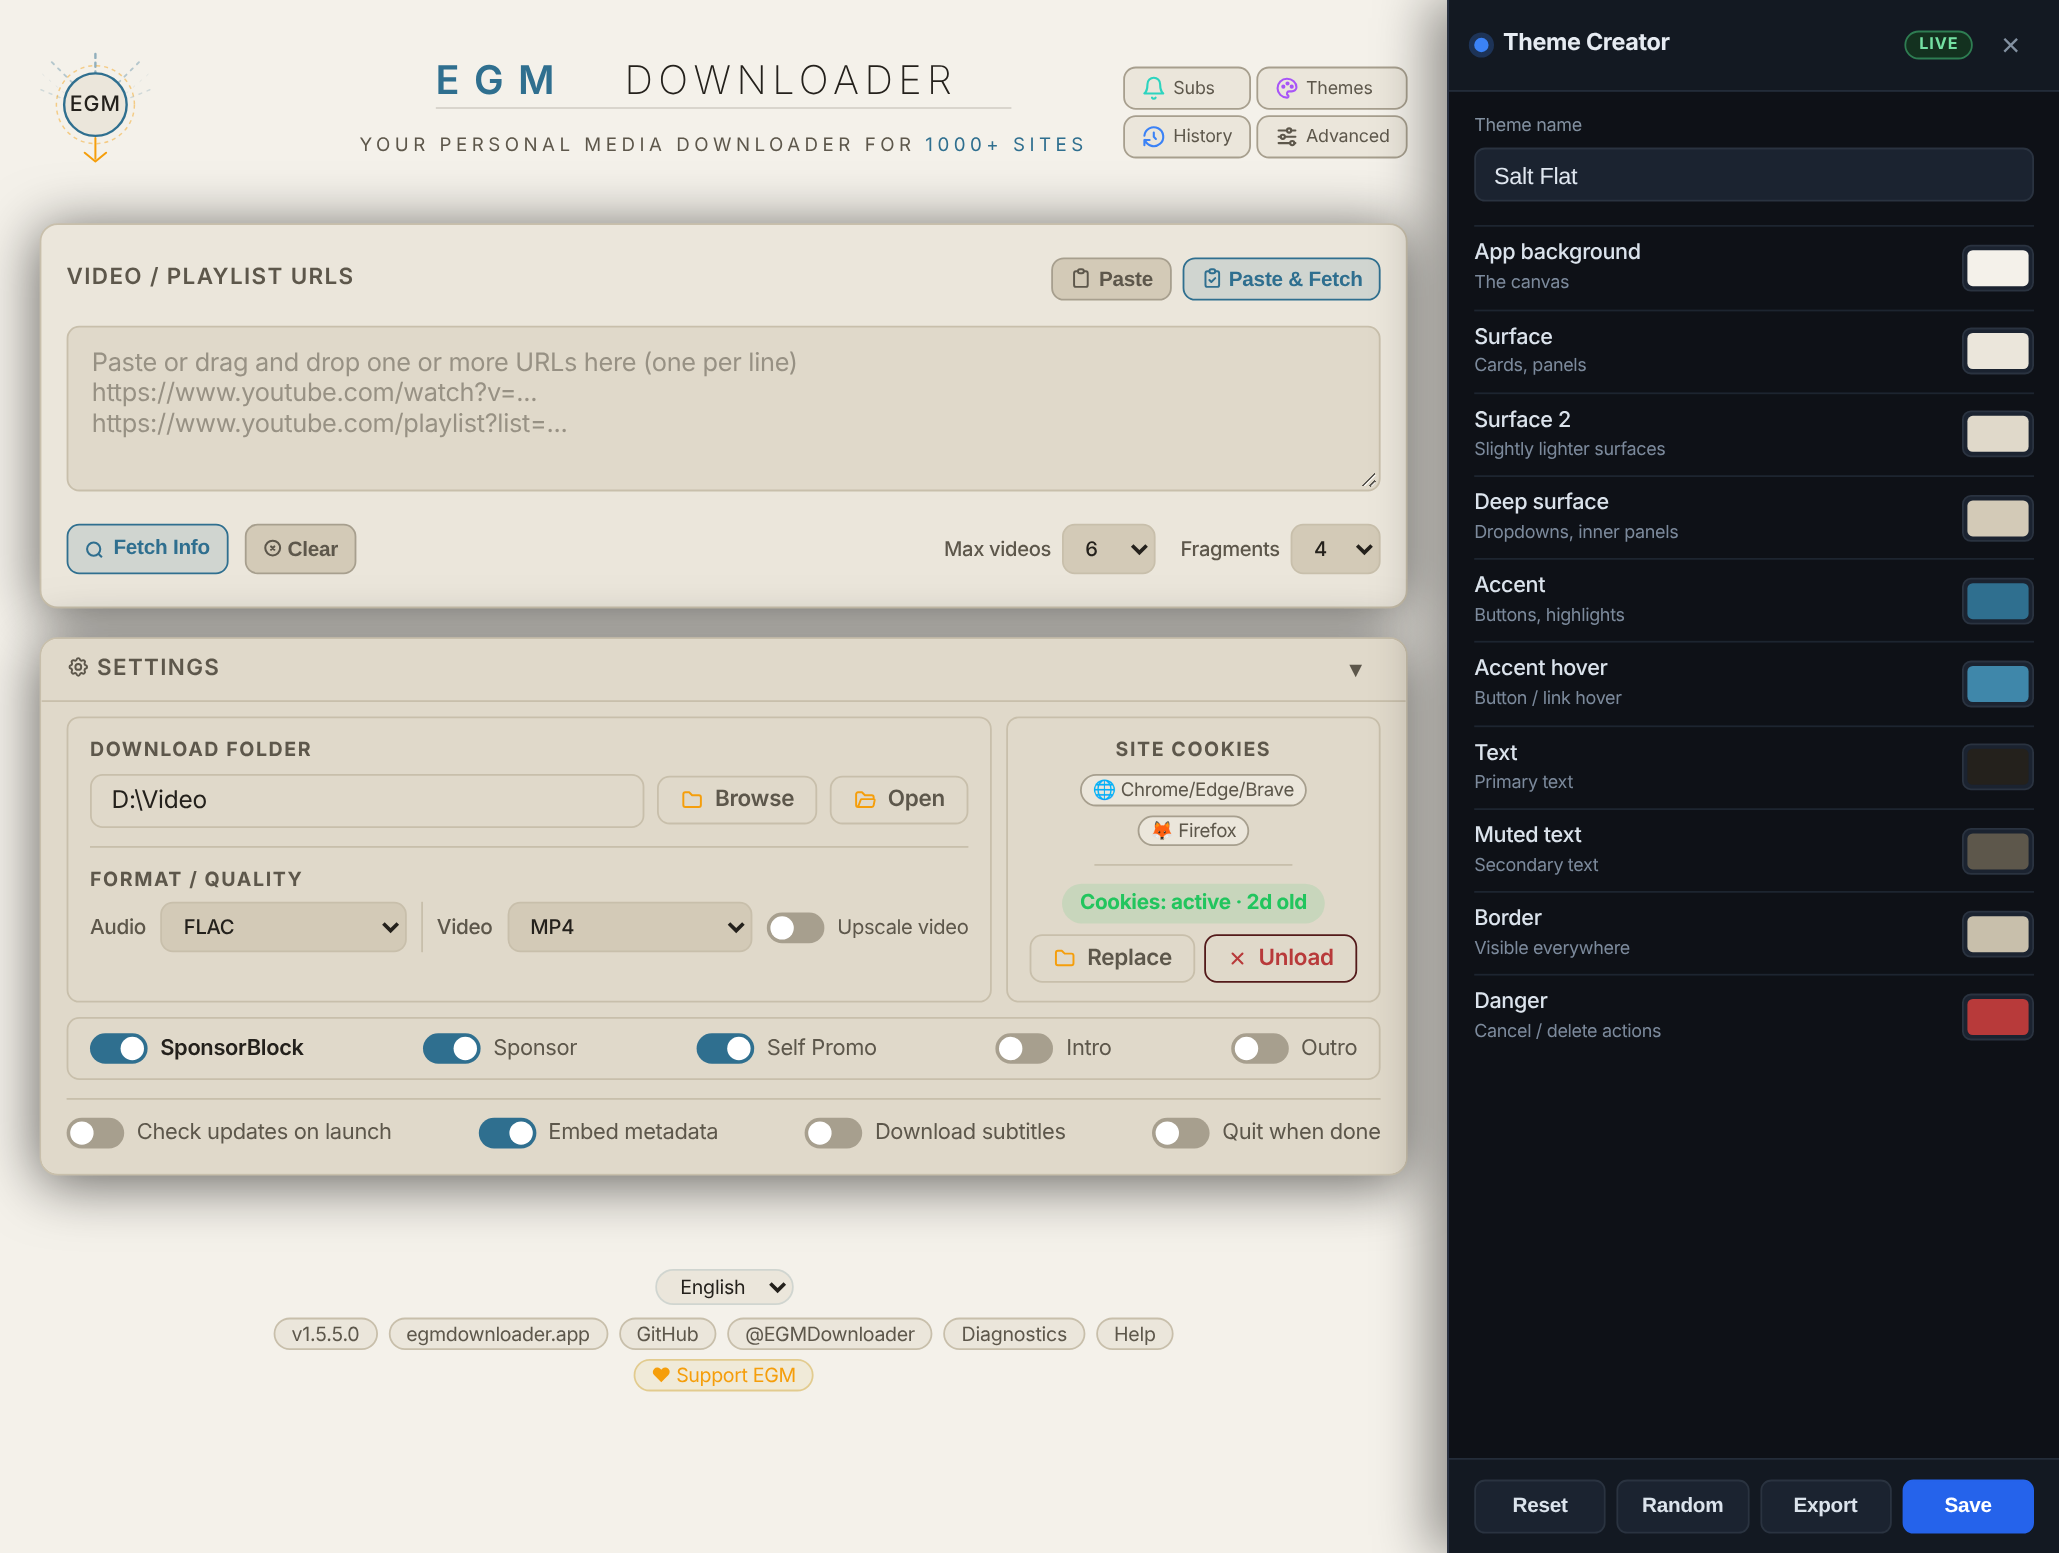 EGM
EGM DOWNLOADER
YOUR PERSONAL MEDIA DOWNLOADER FOR 1000+ SITES
Subs
Themes
History
Advanced
VIDEO / PLAYLIST URLS
Paste
Paste & Fetch
Paste or drag and drop one or more URLs here (one per line)
https://www.youtube.com/watch?v=...
https://www.youtube.com/playlist?list=...
Fetch Info
Clear
Max videos 6
Fragments 4
SETTINGS
DOWNLOAD FOLDER
D:\Video
Browse
Open
FORMAT / QUALITY
Audio FLAC
Video MP4
Upscale video
SITE COOKIES
Chrome/Edge/Brave
Firefox
Cookies: active · 2d old
Replace
Unload
SponsorBlock
Sponsor
Self Promo
Intro
Outro
Check updates on launch
Embed metadata
Download subtitles
Quit when done
English
v1.5.5.0
egmdownloader.app
GitHub
@EGMDownloader
Diagnostics
Help
Support EGM
Theme Creator
LIVE
Theme name
Salt Flat
App background
The canvas
Surface
Cards, panels
Surface 2
Slightly lighter surfaces
Deep surface
Dropdowns, inner panels
Accent
Buttons, highlights
Accent hover
Button / link hover
Text
Primary text
Muted text
Secondary text
Border
Visible everywhere
Danger
Cancel / delete actions
Reset
Random
Export
Save